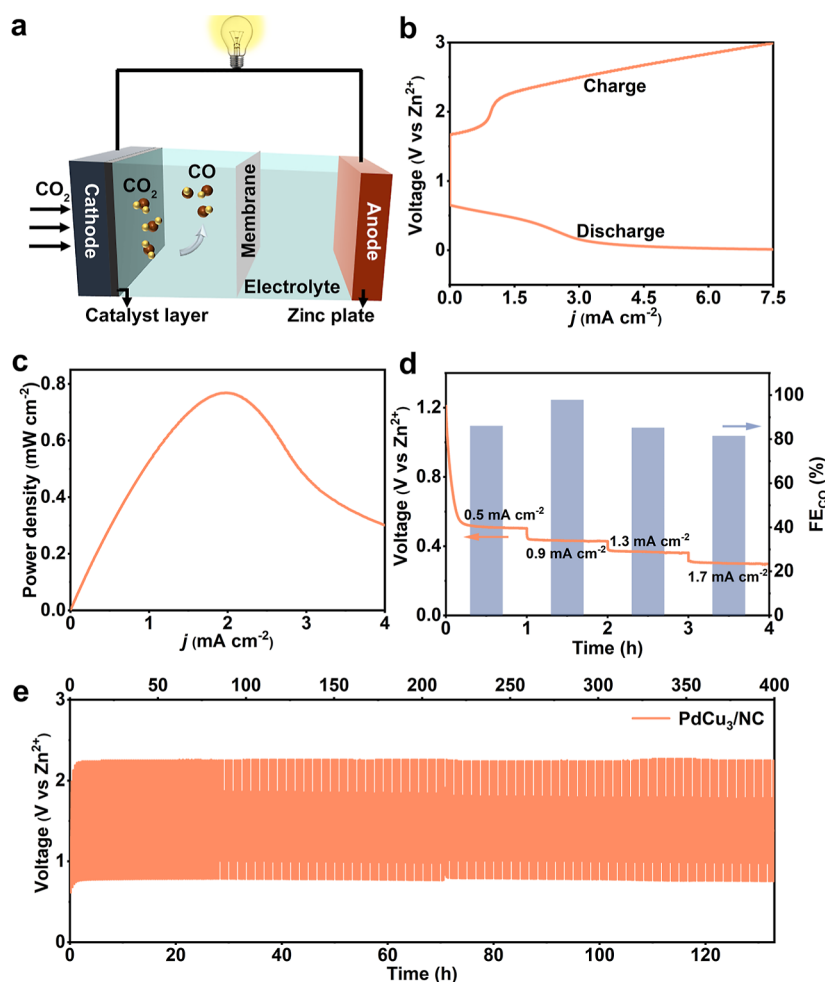 a
CO₂
Cathode
CO₂
CO
Membrane
Anode
Electrolyte
Catalyst layer
Zinc plate
b
Voltage (V vs Zn²⁺)
3
2
1
0
Charge
Discharge
0.0 1.5 3.0 4.5 6.0 7.5
j (mA cm⁻²)
c
Power density (mW cm⁻²)
0.8
0.6
0.4
0.2
0.0
0 1 2 3 4
j (mA cm⁻²)
d
Voltage (V vs Zn²⁺)
1.2
0.9
0.6
0.3
0.0
0.5 mA cm⁻²
0.9 mA cm⁻²
1.3 mA cm⁻²
1.7 mA cm⁻²
100
80
60
40
20
0
FE_CO (%)
0 1 2 3 4
Time (h)
e
0 50 100 150 200 250 300 350 400
Voltage (V vs Zn²⁺)
3
2
1
0
PdCu₃/NC
0 20 40 60 80 100 120
Time (h)